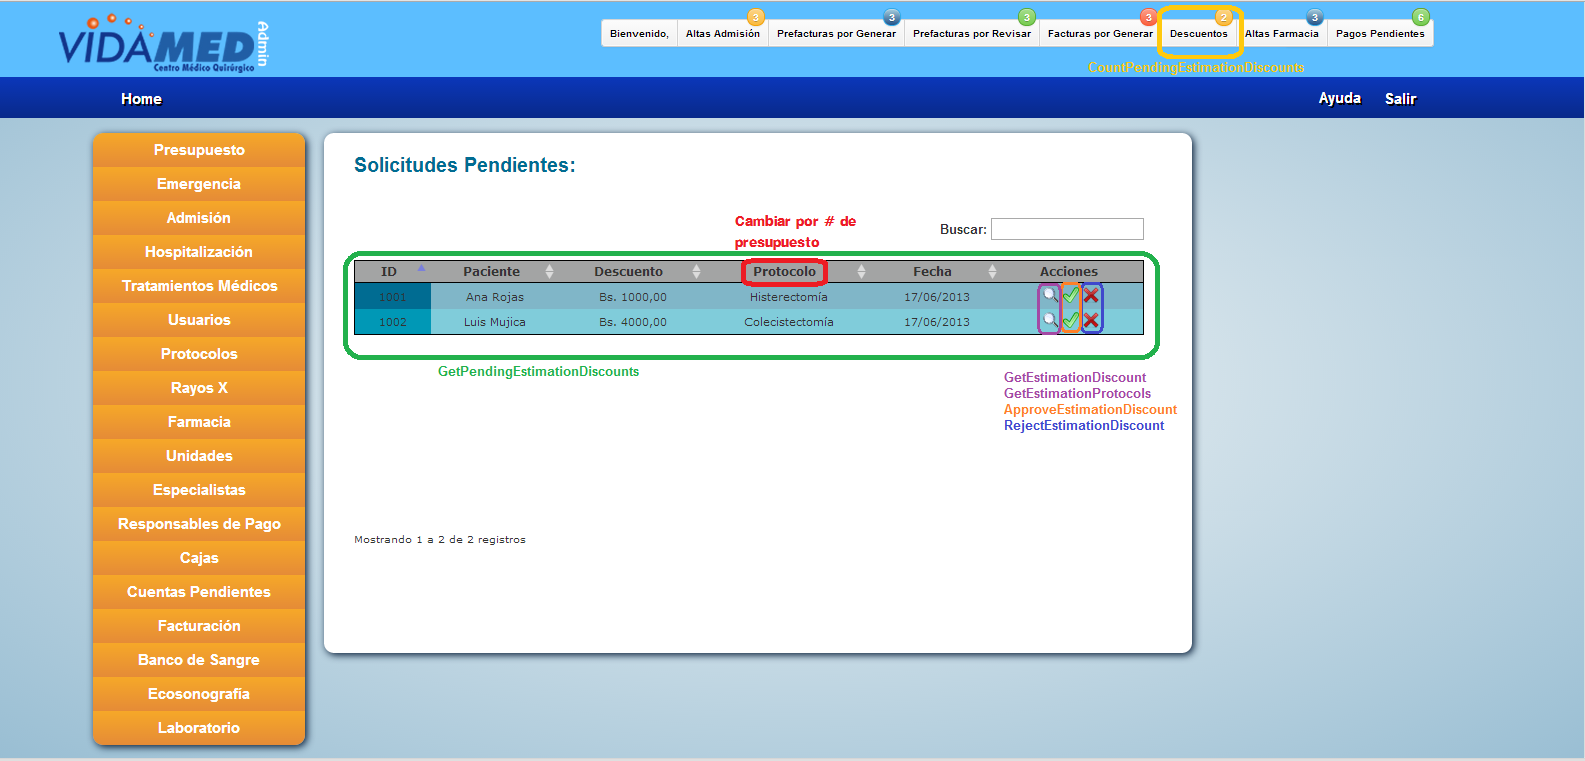 VIDAMED Admin
Centro Médico Quirúrgico
3 3 3 3 2 3 6
Bienvenido, Altas Admisión Prefacturas por Generar Prefacturas por Revisar Facturas por Generar Descuentos Altas Farmacia Pagos Pendientes
CountPendingEstimationDiscounts
Home Ayuda Salir
Presupuesto
Emergencia
Admisión
Hospitalización
Tratamientos Médicos
Usuarios
Protocolos
Rayos X
Farmacia
Unidades
Especialistas
Responsables de Pago
Cajas
Cuentas Pendientes
Facturación
Banco de Sangre
Ecosonografía
Laboratorio
Solicitudes Pendientes:
Cambiar por # de
presupuesto
Buscar:
ID Paciente Descuento Protocolo Fecha Acciones
1001 Ana Rojas Bs. 1000,00 Histerectomía 17/06/2013
1002 Luis Mujica Bs. 4000,00 Colecistectomía 17/06/2013
GetPendingEstimationDiscounts
GetEstimationDiscount
GetEstimationProtocols
ApproveEstimationDiscount
RejectEstimationDiscount
Mostrando 1 a 2 de 2 registros